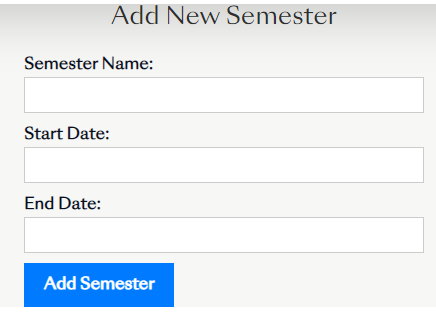 Add New Semester
Semester Name:
Start Date:
End Date:
Add Semester